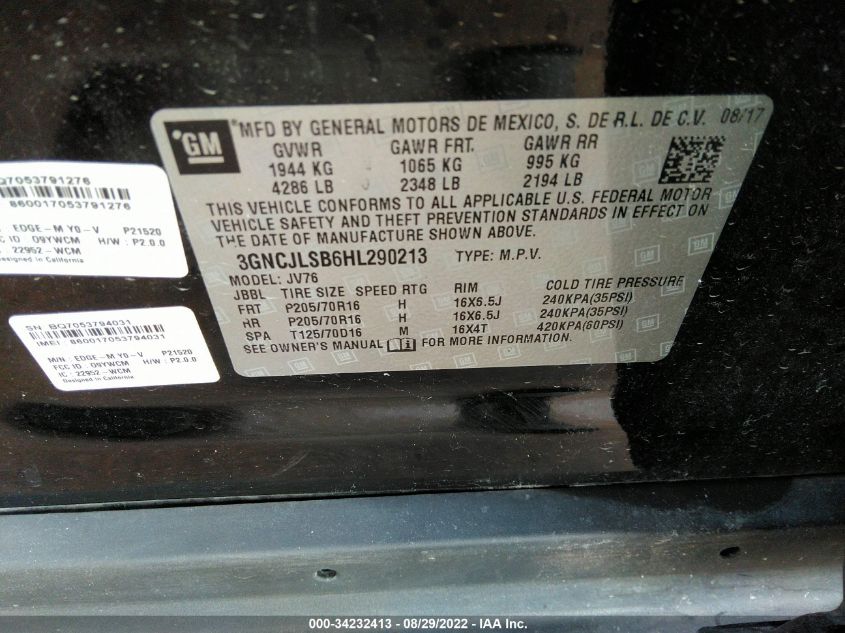 GM
*MFD BY GENERAL MOTORS DE MEXICO, S. DE R.L. DE C.V. 08/17
GVWR GAWR FRT. GAWR RR
1944 KG 1065 KG 995 KG
4286 LB 2348 LB 2194 LB
THIS VEHICLE CONFORMS TO ALL APPLICABLE U.S. FEDERAL MOTOR
VEHICLE SAFETY AND THEFT PREVENTION STANDARDS IN EFFECT ON
THE DATE OF MANUFACTURE SHOWN ABOVE.
3GNCJLSB6HL290213 TYPE: M.P.V.
MODEL: JV76
JBBL TIRE SIZE SPEED RTG RIM COLD TIRE PRESSURE
FRT P205/70R16 H 16X6.5J 240KPA(35PSI)
RR P205/70R16 H 16X6.5J 240KPA(35PSI)
SPA T125/70D16 M 16X4T 420KPA(60PSI)
SEE OWNER'S MANUAL FOR MORE INFORMATION.
Q7053791276
860017053791276
EDGE-M Y0-V P21520
CC ID : O9YWCM H/W : P2.0.0
: 22952-WCM
Designed in California
SN: BQ7053794031
IMEI: 860017053794031
M/N: EDGE-M Y0-V P21520
FCC ID : O9YWCM H/W : P2.0.0
IC : 22952-WCM
Designed in California
000-34232413 - 08/29/2022 - IAA Inc.